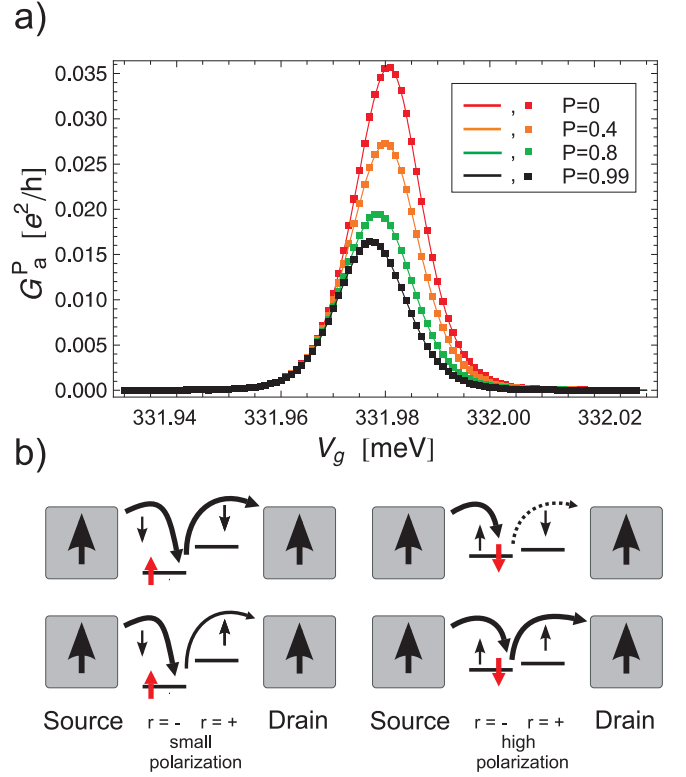 a)
G_a^P [e^2/h]
0.035
0.030
0.025
0.020
0.015
0.010
0.005
0.000
, P=0
, P=0.4
, P=0.8
, P=0.99
331.94 331.96 331.98 332.00 332.02
V_g [meV]
b)
Source r = - r = + Drain r = - r = + Drain
small polarization
high polarization